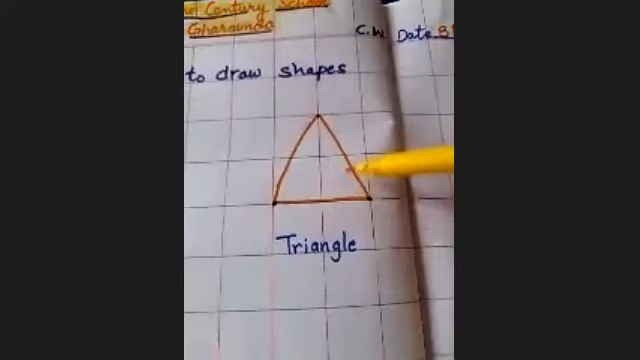 Century School
Gharaunda
C.W Date
to draw shapes
Triangle